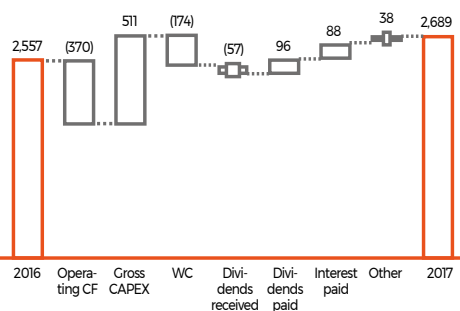 2,557 (370) 511 (174) (57) 96 88 38 2,689
2016 Opera- Gross WC Divi- Divi- Interest Other 2017
ting CF CAPEX dends dends paid
received paid